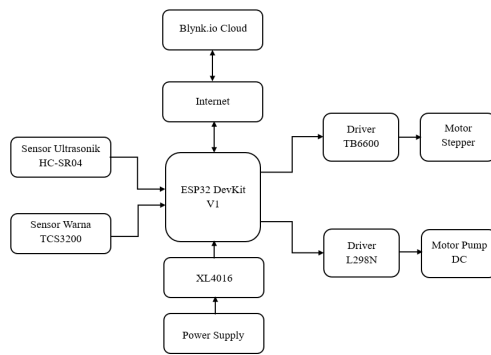 Blynk.io Cloud
Internet
Sensor Ultrasonik
HC-SR04
Sensor Warna
TCS3200
ESP32 DevKit
V1
Driver
TB6600
Motor
Stepper
Driver
L298N
Motor Pump
DC
XL4016
Power Supply